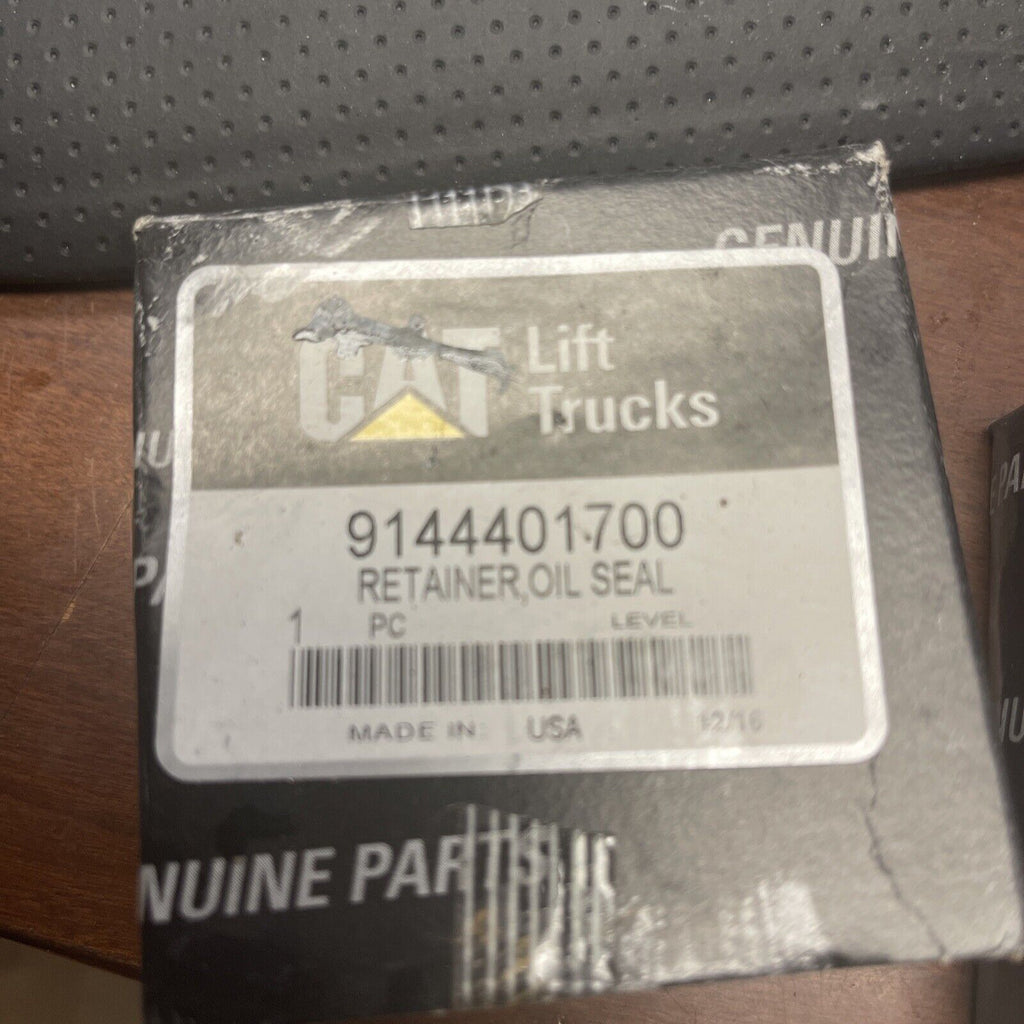 GENUI
CAT Lift
Trucks
9144401700
RETAINER,OIL SEAL
1 PC LEVEL
MADE IN: USA 12/16
NUINE PARTS